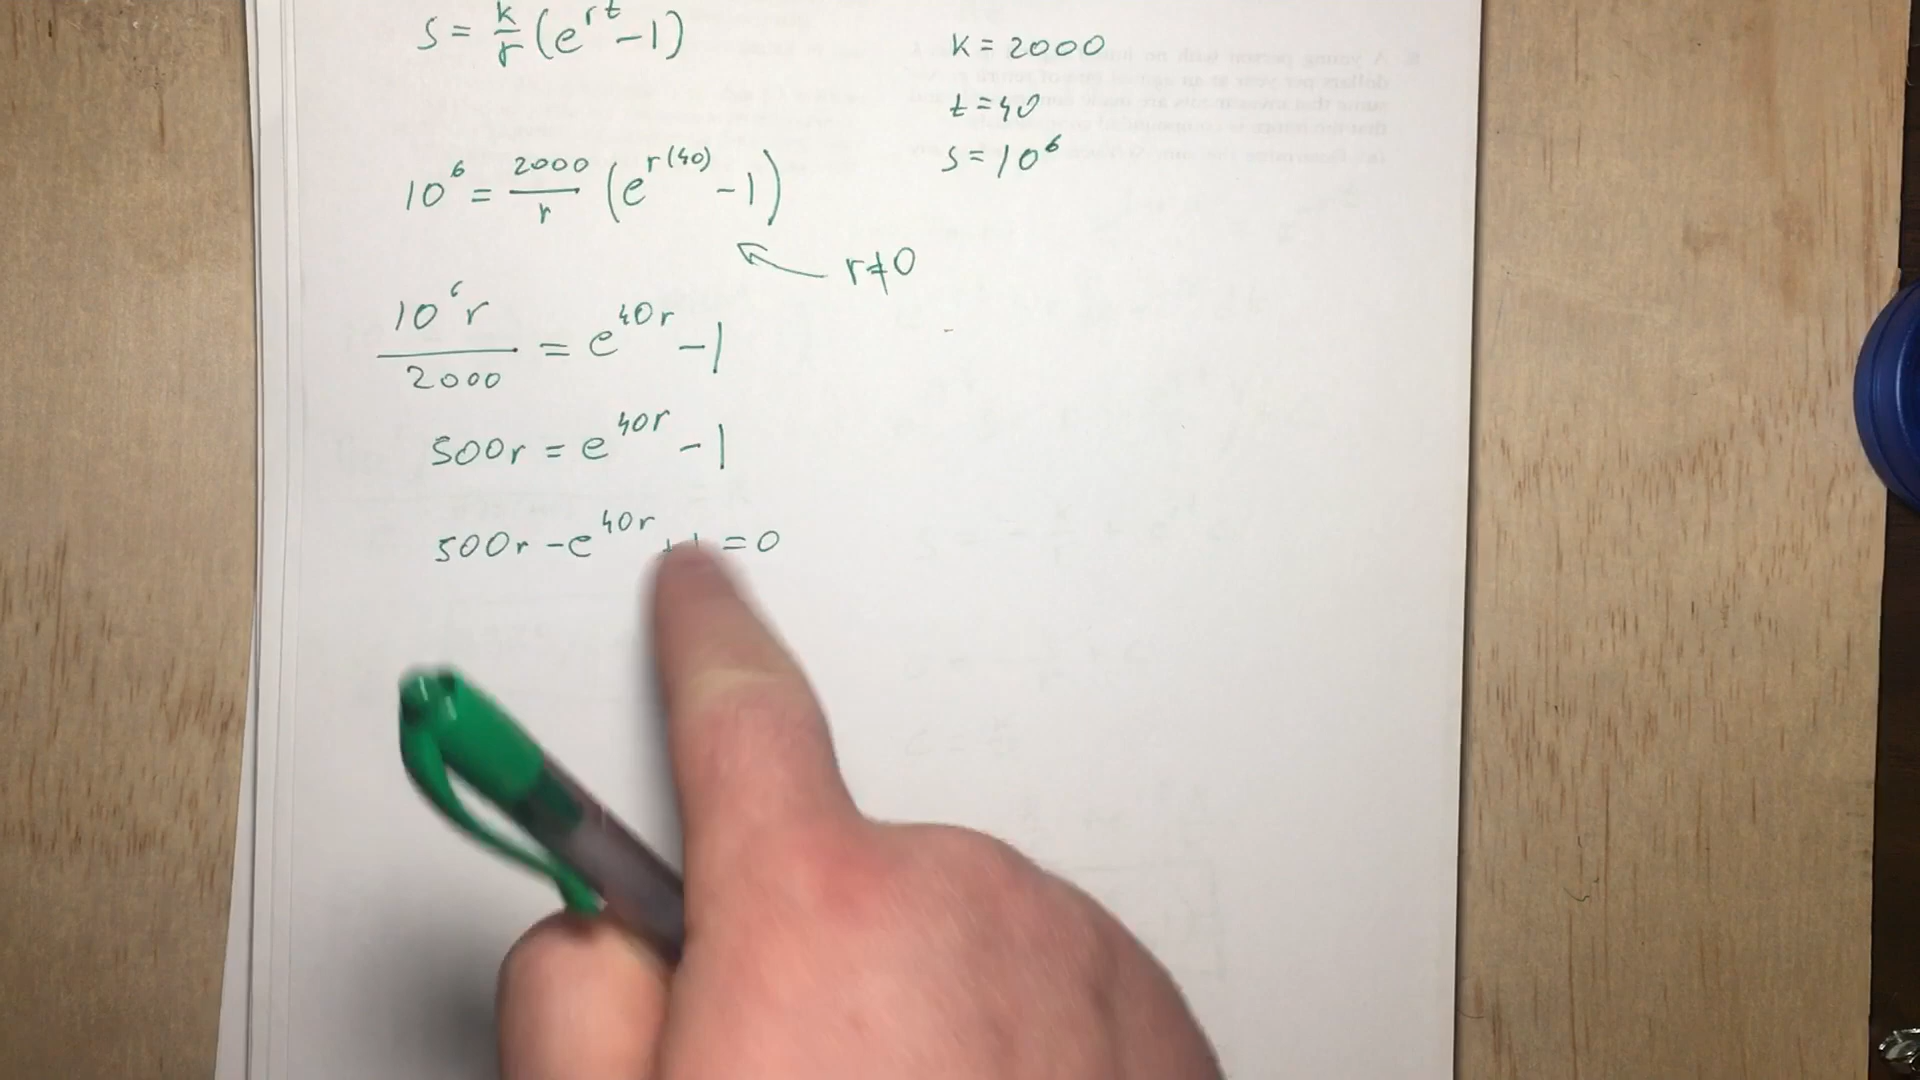 S = k/r (e^{rt} - 1)
k = 2000
t = 40
S = 10^6
10^6 = 2000/r (e^{r(40)} - 1)
r ≠ 0
10^6 r / 2000 = e^{40r} - 1
500r = e^{40r} - 1
500r - e^{40r} + 1 = 0